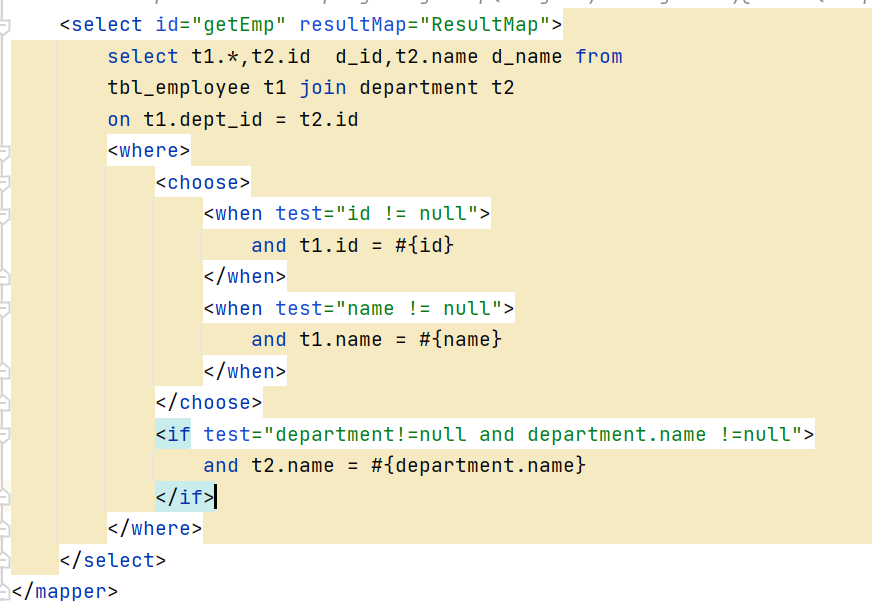 <select id="getEmp" resultMap="ResultMap">
select t1.*,t2.id  d_id,t2.name d_name from
tbl_employee t1 join department t2
on t1.dept_id = t2.id
<where>
<choose>
<when test="id != null">
and t1.id = #{id}
</when>
<when test="name != null">
and t1.name = #{name}
</when>
</choose>
<if test="department!=null and department.name !=null">
and t2.name = #{department.name}
</if>
</where>
</select>
</mapper>